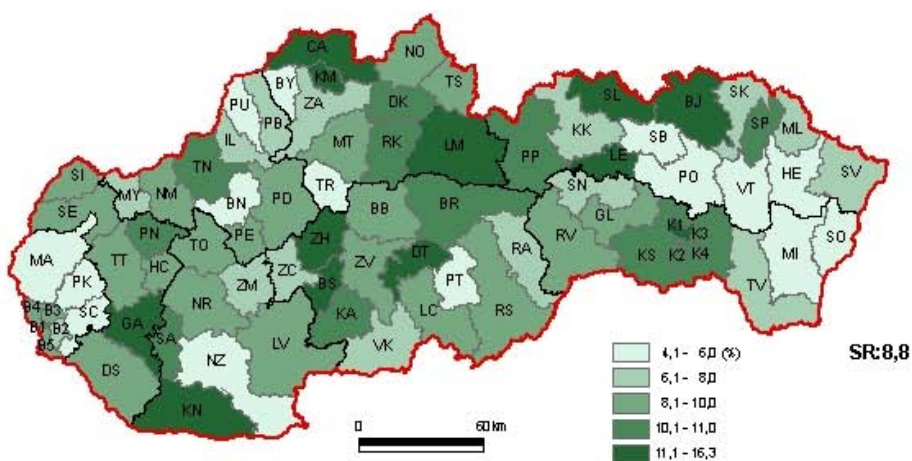 CA NO
KM TS
BY ZA
PU PB DK
IL MT RK LM
TN
SL BJ SK
SP ML
KK SB
PP LE
PO VT HE SV
SI MY NM BN PD TR
SE
BB BR
SN GL RV
K1 K3
KS K2 K4
MI SO
TV
MA TT PN TO PE
HC
PK
ZH ZC ZV DT PT RA
ZM BS
B4 B3 SC
B1 B2
B5
GA SA NR KA LC RS
DS NZ LV VK
KN
4,1 - 6,0 (%)
6,1 - 8,0
8,1 - 10,0
10,1 - 11,0
11,1 - 16,3
SR:8,8
0 60 km